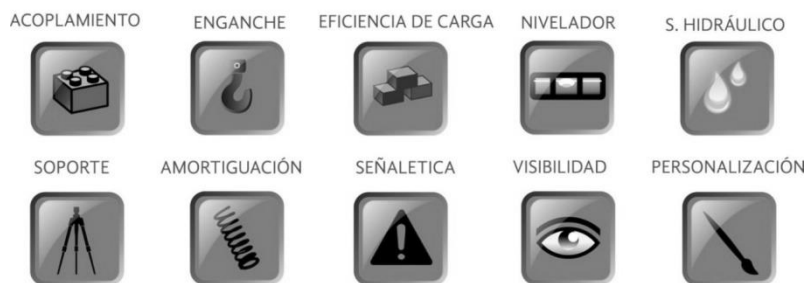 ACOPLAMIENTO ENGANCHE EFICIENCIA DE CARGA NIVELADOR S. HIDRÁULICO
SOPORTE AMORTIGUACIÓN SEÑALETICA VISIBILIDAD PERSONALIZACIÓN